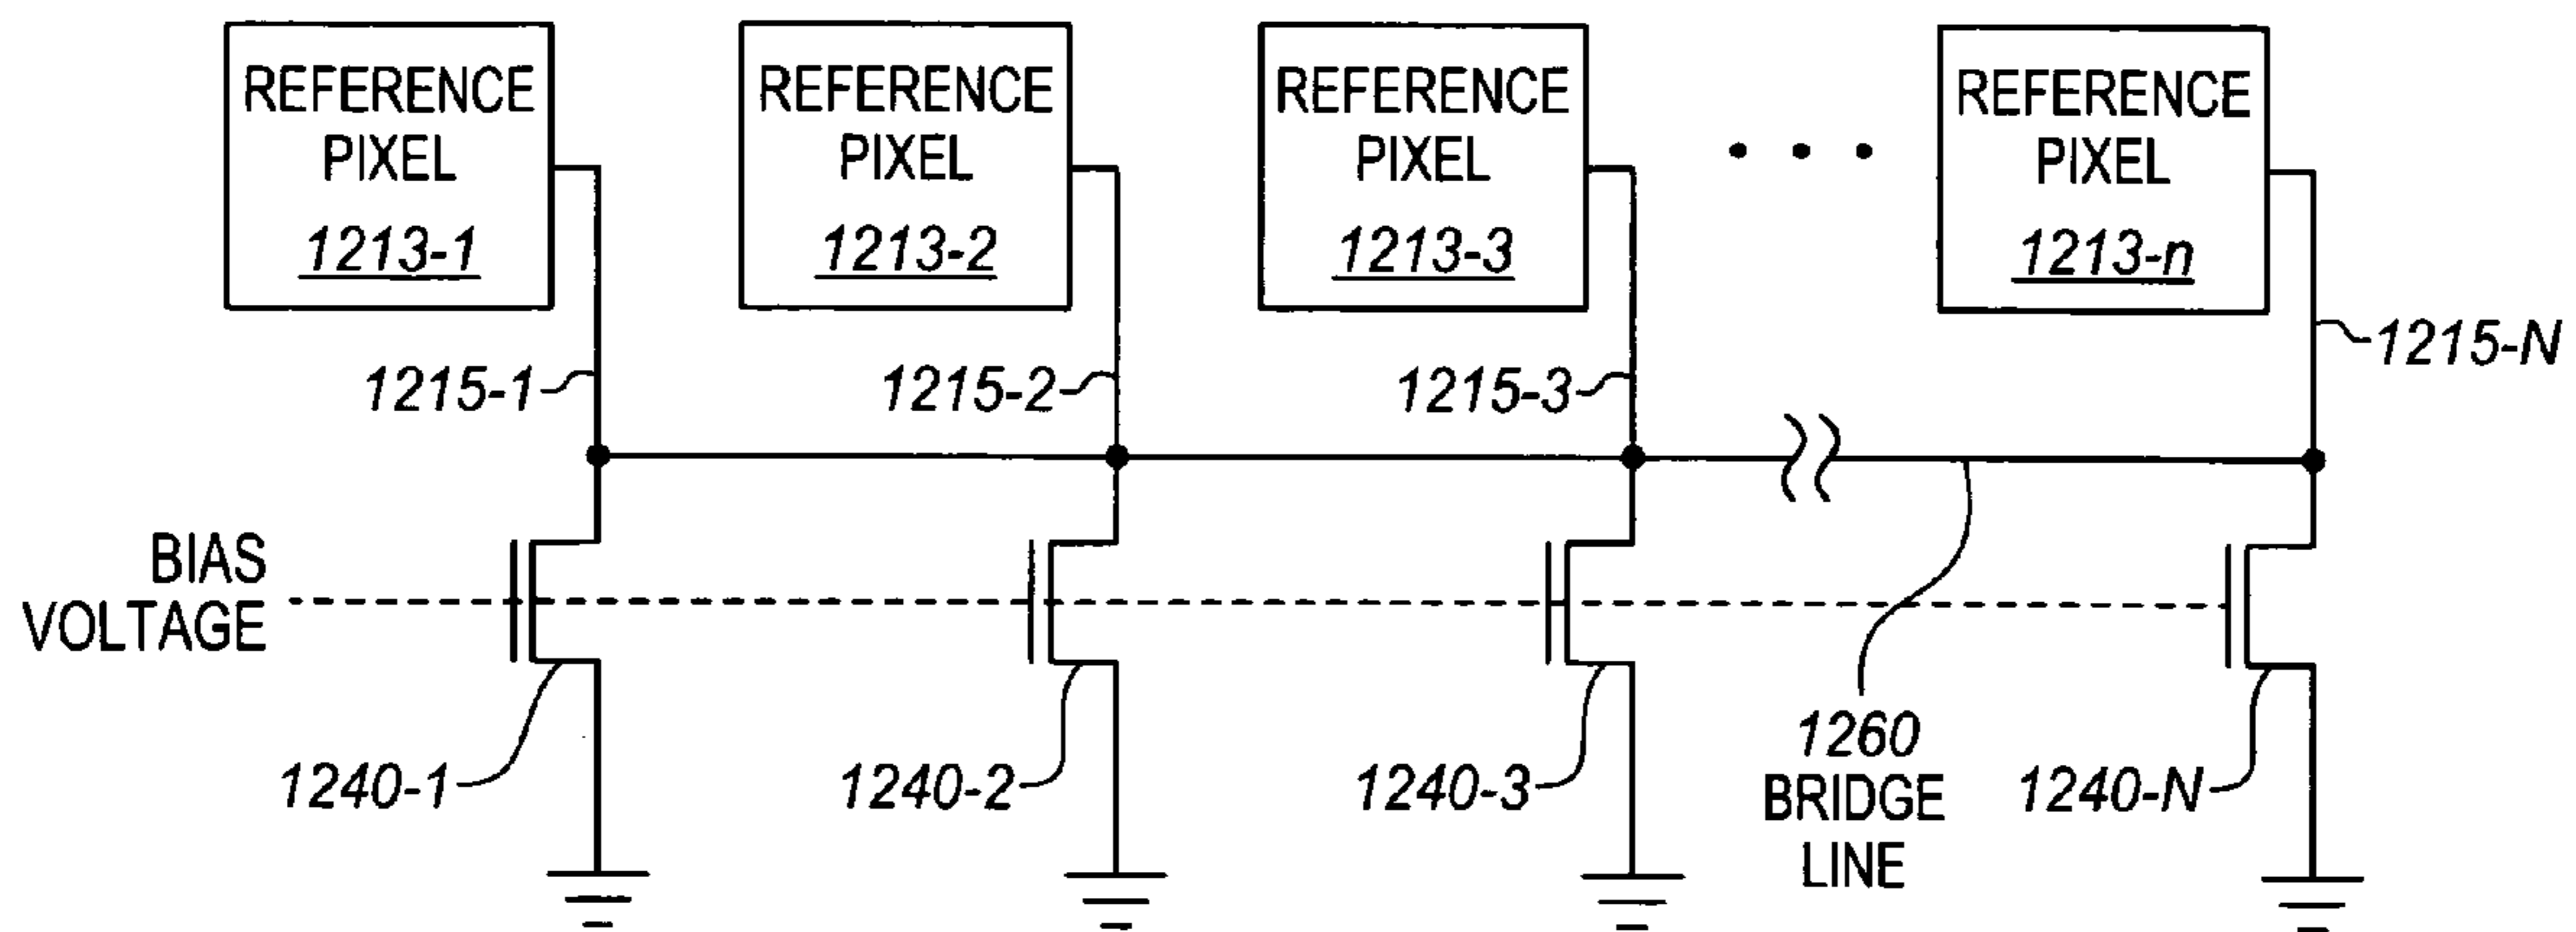 REFERENCE
PIXEL
1213-1
REFERENCE
PIXEL
1213-2
REFERENCE
PIXEL
1213-3
REFERENCE
PIXEL
1213-n
1215-1
1215-2
1215-3
1215-N
BIAS
VOLTAGE
1240-1
1240-2
1240-3
1260
BRIDGE
LINE
1240-N